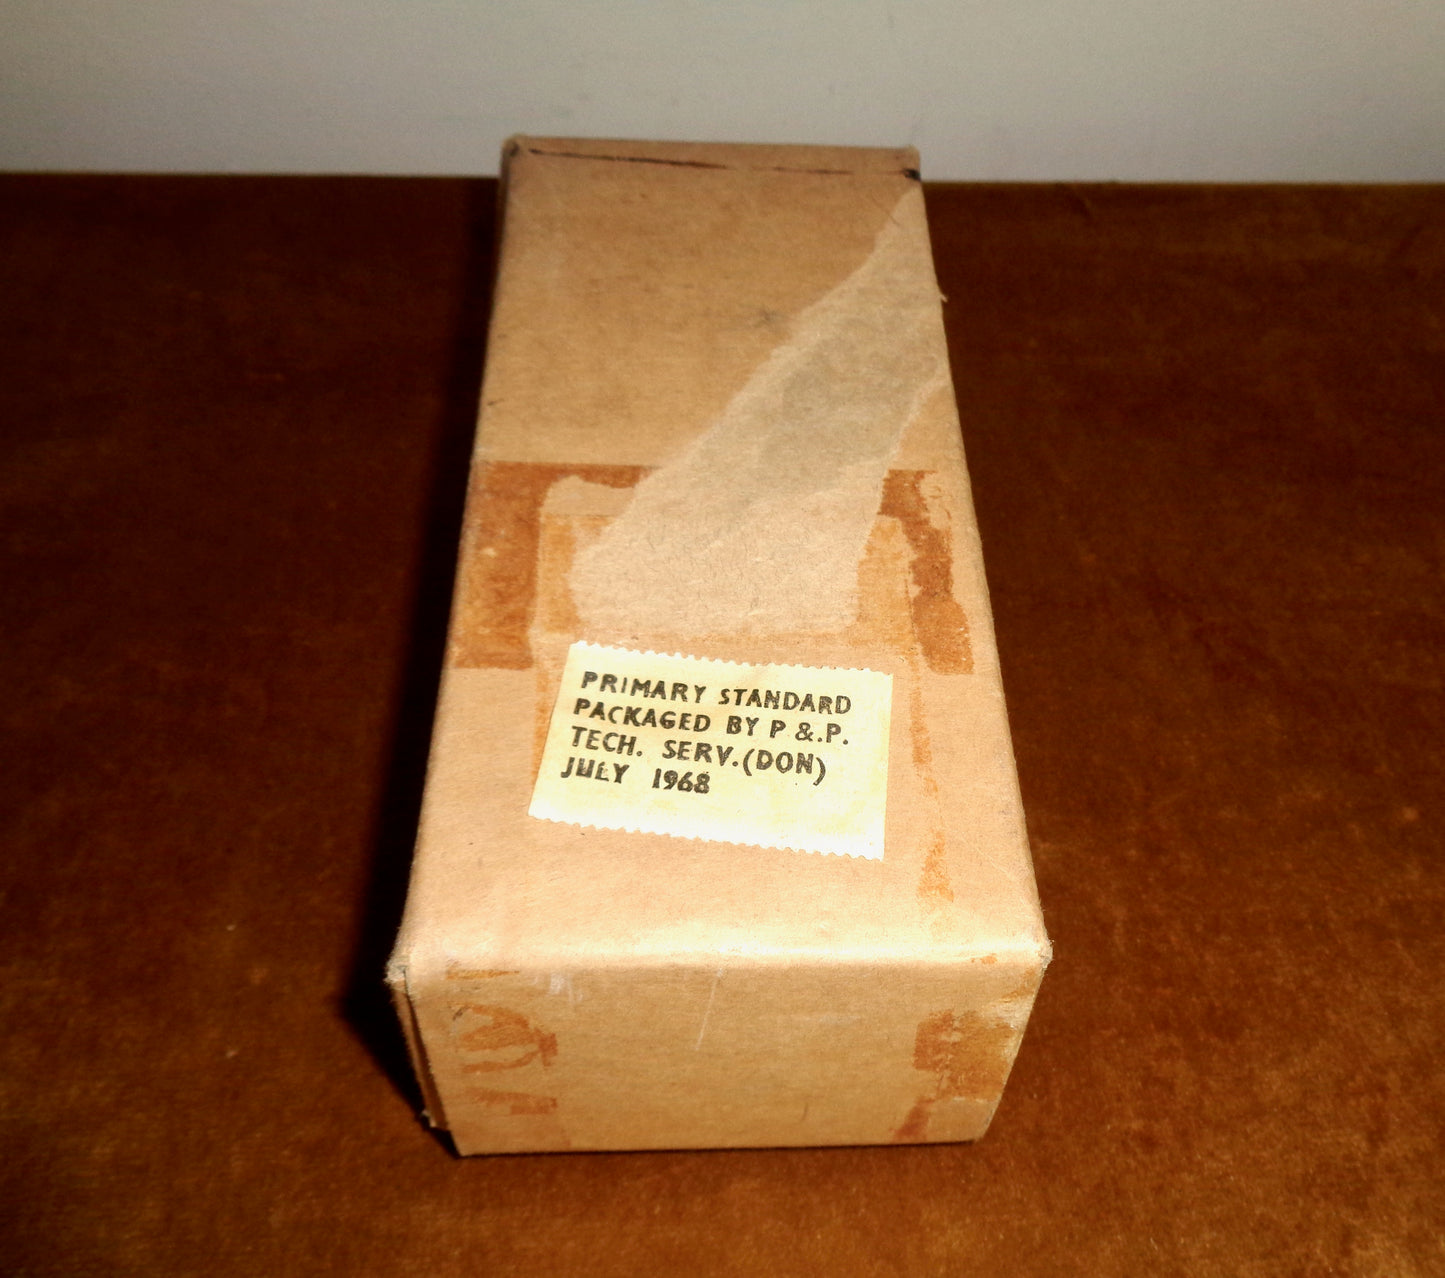 PRIMARY STANDARD
PACKAGED BY P.&.P.
TECH. SERV.(DON)
JULY 1968